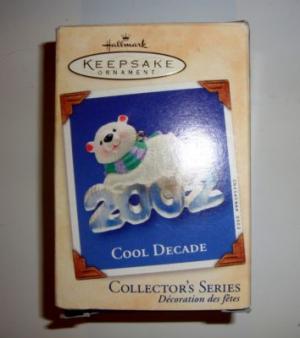 Hallmark
KEEPSAKE
ORNAMENT
2002
COOL DECADE
COLLECTOR'S SERIES
Décoration des fêtes